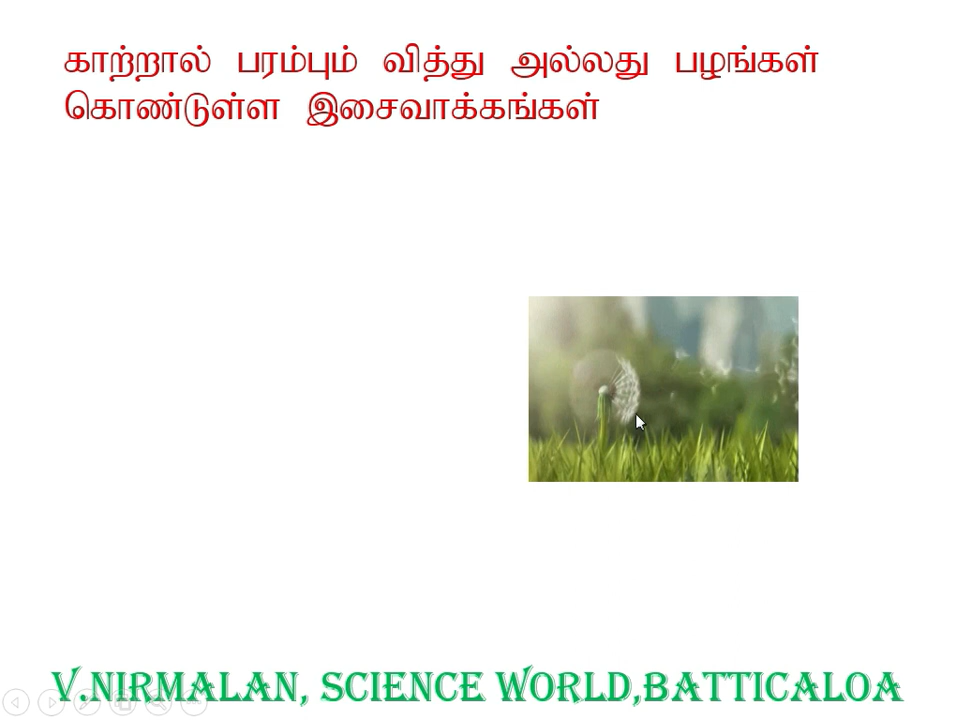 காற்றால் பரம்பும் வித்து அல்லது பழங்கள்
கொண்டுள்ள இசைவாக்கங்கள்
V.NIRMALAN, SCIENCE WORLD,BATTICALOA